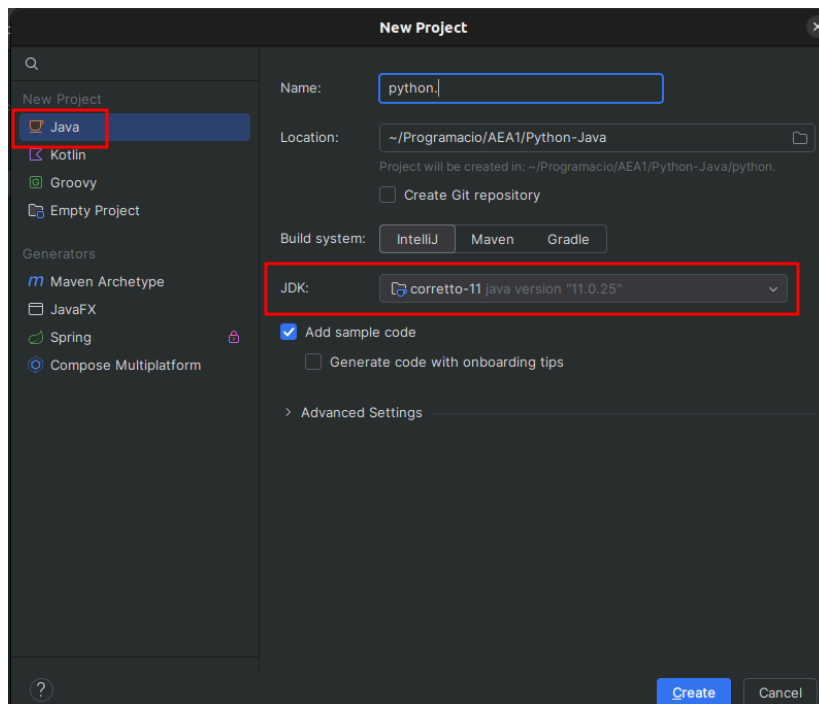 New Project
New Project
Java
Kotlin
Groovy
Empty Project
Generators
Maven Archetype
JavaFX
Spring
Compose Multiplatform
?
Name:
python.
Location:
~/Programacio/AEA1/Python-Java
Project will be created in: ~/Programacio/AEA1/Python-Java/python.
Create Git repository
Build system:
IntelliJ
Maven
Gradle
JDK:
corretto-11 java version "11.0.25"
Add sample code
Generate code with onboarding tips
Advanced Settings
Create
Cancel